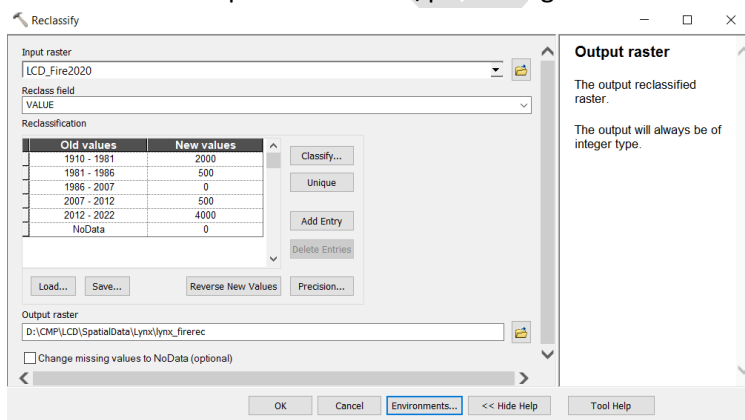 Reclassify
Input raster
LCD_Fire2020
Reclass field
VALUE
Reclassification
Old values New values
1910 - 1981 2000
1981 - 1986 500
1986 - 2007 0
2007 - 2012 500
2012 - 2022 4000
NoData 0
Classify...
Unique
Add Entry
Delete Entries
Load... Save... Reverse New Values Precision...
Output raster
D:\CMP\LCD\SpatialData\Lynx\lynx_firerec
Change missing values to NoData (optional)
OK Cancel Environments... << Hide Help Tool Help
Output raster
The output reclassified
raster.
The output will always be of
integer type.